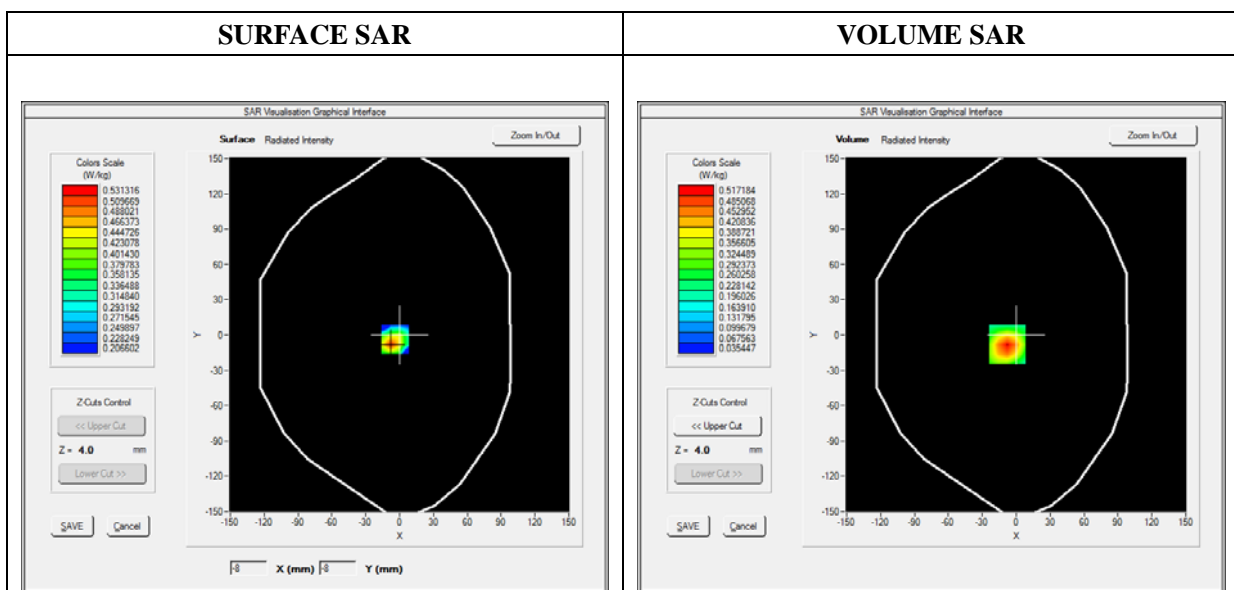 SURFACE SAR
VOLUME SAR
SAR Visualisation Graphical Interface
Surface Radiated Intensity
Zoom In/Out
Colors Scale
(W/kg)
0.531316
0.509669
0.488021
0.466373
0.444726
0.423078
0.401430
0.379783
0.358135
0.336488
0.314840
0.293192
0.271545
0.249897
0.228249
0.206602
Z-Cuts Control
<< Upper Cut
Z = 4.0 mm
Lower Cut >>
SAVE Cancel
150
120
90
60
30
0
-30
-60
-90
-120
-150
Y
-150 -120 -90 -60 -30 0 30 60 90 120 150
X
-8 X (mm) -8 Y (mm)
SAR Visualisation Graphical Interface
Volume Radiated Intensity
Zoom In/Out
Colors Scale
(W/kg)
0.517184
0.485068
0.452952
0.420836
0.388721
0.356605
0.324489
0.292373
0.260258
0.228142
0.196026
0.163910
0.131795
0.099679
0.067563
0.035447
Z-Cuts Control
<< Upper Cut
Z = 4.0 mm
Lower Cut >>
SAVE Cancel
150
120
90
60
30
0
-30
-60
-90
-120
-150
Y
-150 -120 -90 -60 -30 0 30 60 90 120 150
X